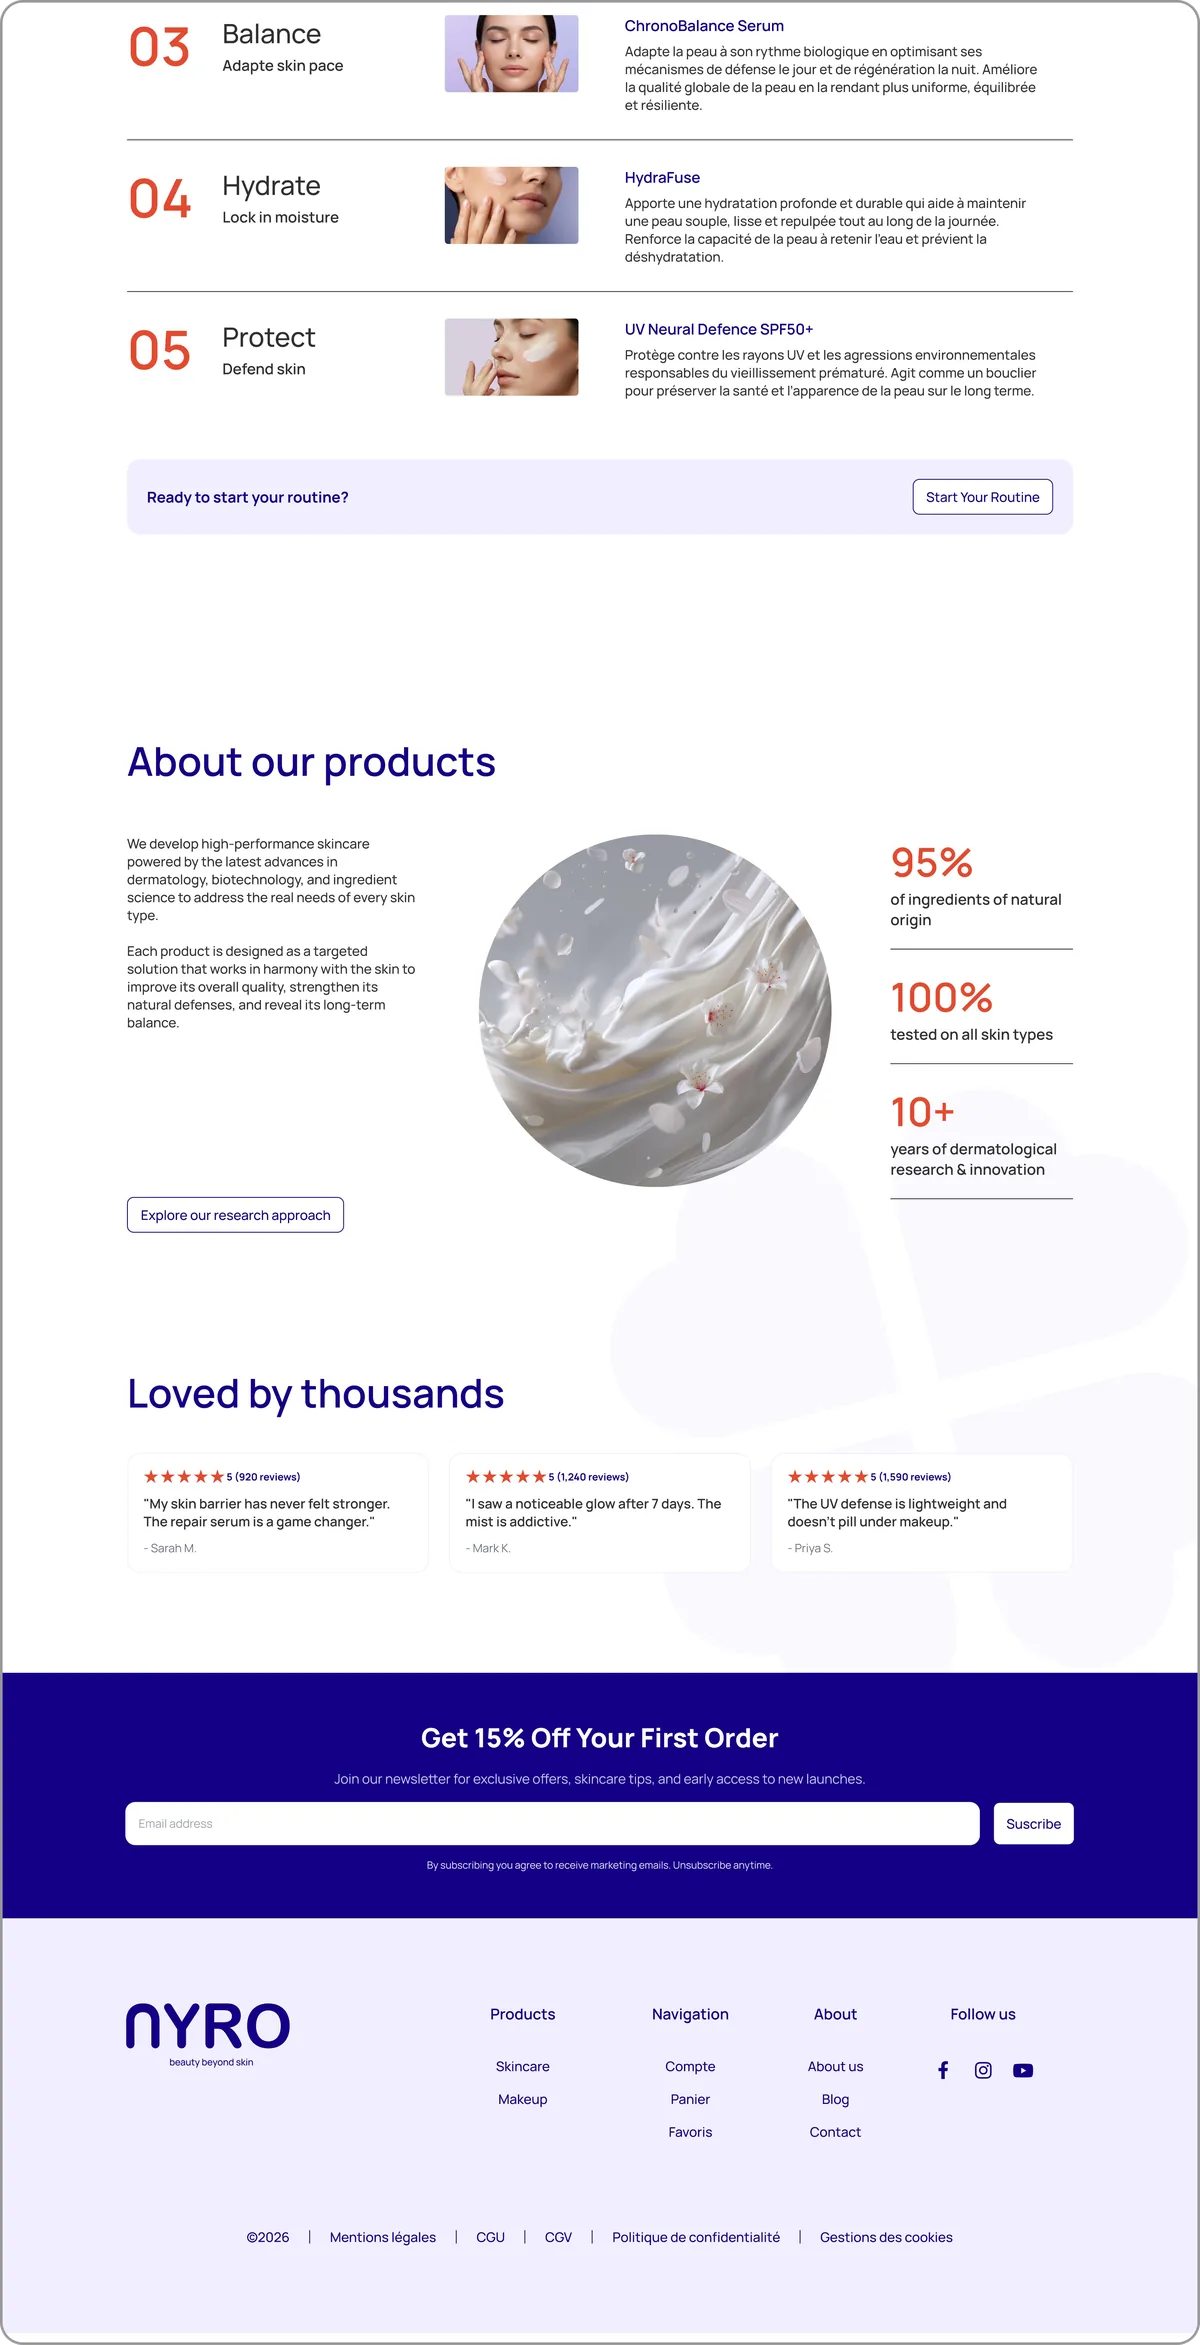 03
Balance
Adapte skin pace
ChronoBalance Serum
Adapte la peau à son rythme biologique en optimisant ses
mécanismes de défense le jour et de régénération la nuit. Améliore
la qualité globale de la peau en la rendant plus uniforme, équilibrée
et résiliente.
04
Hydrate
Lock in moisture
HydraFuse
Apporte une hydratation profonde et durable qui aide à maintenir
une peau souple, lisse et repulpée tout au long de la journée.
Renforce la capacité de la peau à retenir l'eau et prévient la
déshydratation.
05
Protect
Defend skin
UV Neural Defence SPF50+
Protège contre les rayons UV et les agressions environnementales
responsables du vieillissement prématuré. Agit comme un bouclier
pour préserver la santé et l'apparence de la peau sur le long terme.
Ready to start your routine?
Start Your Routine
About our products
We develop high-performance skincare
powered by the latest advances in
dermatology, biotechnology, and ingredient
science to address the real needs of every skin
type.
Each product is designed as a targeted
solution that works in harmony with the skin to
improve its overall quality, strengthen its
natural defenses, and reveal its long-term
balance.
Explore our research approach
95%
of ingredients of natural
origin
100%
tested on all skin types
10+
years of dermatological
research & innovation
Loved by thousands
★★★★★ 5 (920 reviews)
"My skin barrier has never felt stronger.
The repair serum is a game changer."
- Sarah M.
★★★★★ 5 (1,240 reviews)
"I saw a noticeable glow after 7 days. The
mist is addictive."
- Mark K.
★★★★★ 5 (1,590 reviews)
"The UV defense is lightweight and
doesn't pill under makeup."
- Priya S.
Get 15% Off Your First Order
Join our newsletter for exclusive offers, skincare tips, and early access to new launches.
Email address
Suscribe
By subscribing you agree to receive marketing emails. Unsubscribe anytime.
NYRO
beauty beyond skin
Products
Skincare
Makeup
Navigation
Compte
Panier
Favoris
About
About us
Blog
Contact
Follow us
©2026 | Mentions légales | CGU | CGV | Politique de confidentialité | Gestions des cookies